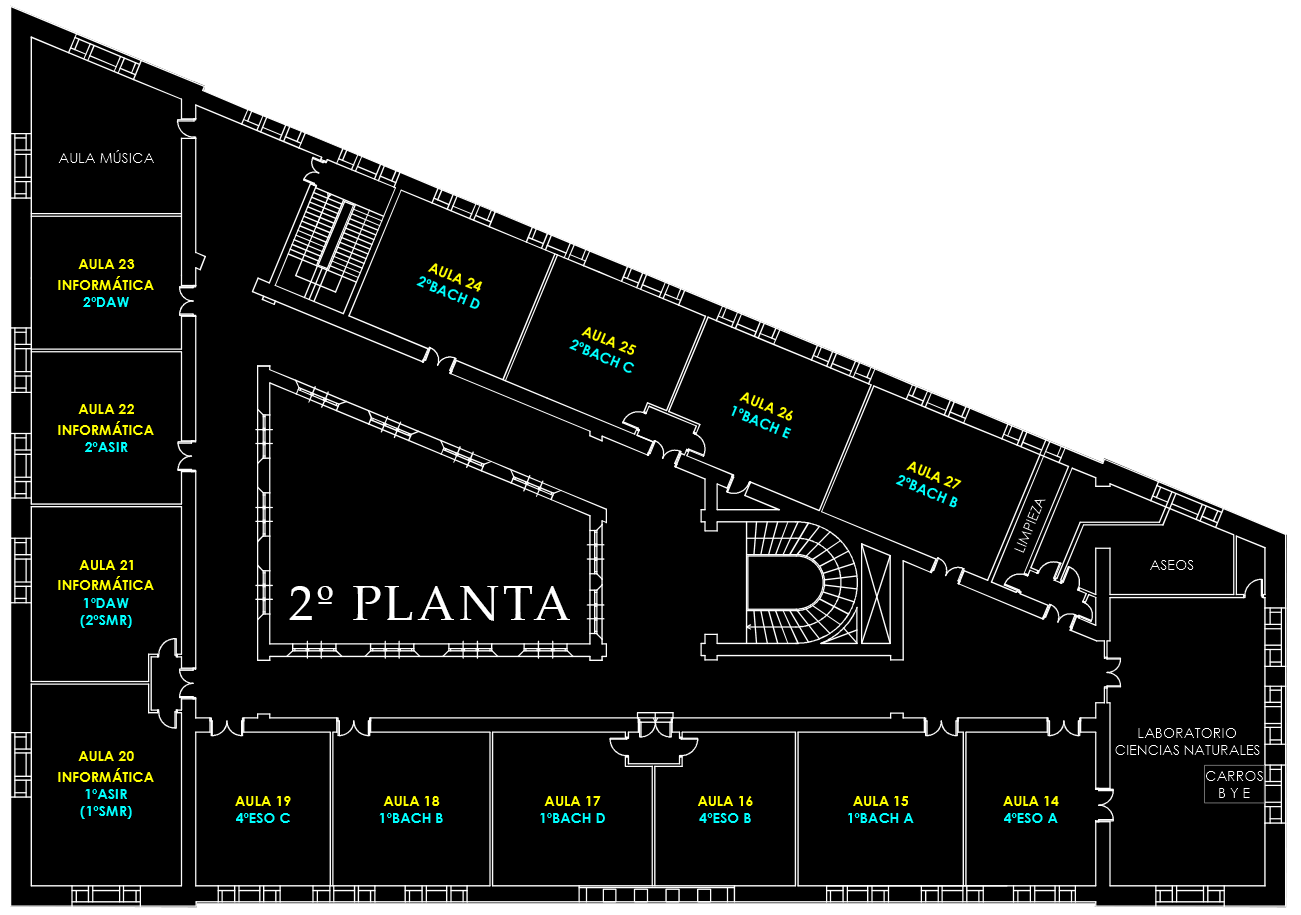 AULA MÚSICA
AULA 23
INFORMÁTICA
2ºDAW
AULA 24
2ºBACH D
AULA 25
2ºBACH C
AULA 26
1ºBACH E
AULA 27
2ºBACH B
LIMPIEZA
ASEOS
AULA 22
INFORMÁTICA
2ºASIR
AULA 21
INFORMÁTICA
1ºDAW
(2ºSMR)
2º PLANTA
AULA 20
INFORMÁTICA
1ºASIR
(1ºSMR)
AULA 19
4ºESO C
AULA 18
1ºBACH B
AULA 17
1ºBACH D
AULA 16
4ºESO B
AULA 15
1ºBACH A
AULA 14
4ºESO A
LABORATORIO
CIENCIAS NATURALES
CARROS
B Y E